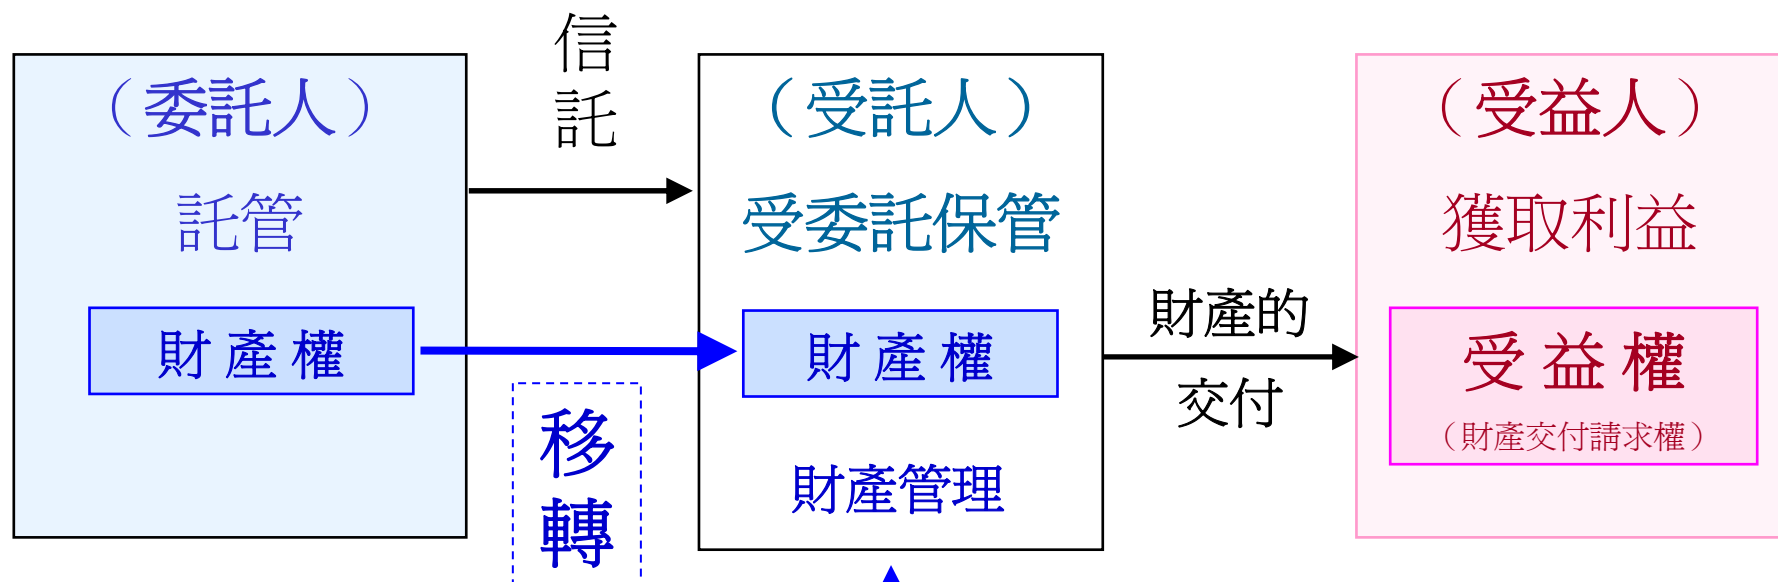 信
託
（委託人）
託管
財產權
移
轉
（受託人）
受委託保管
財產權
財產管理
財產的
交付
（受益人）
獲取利益
受益權
（財產交付請求權）